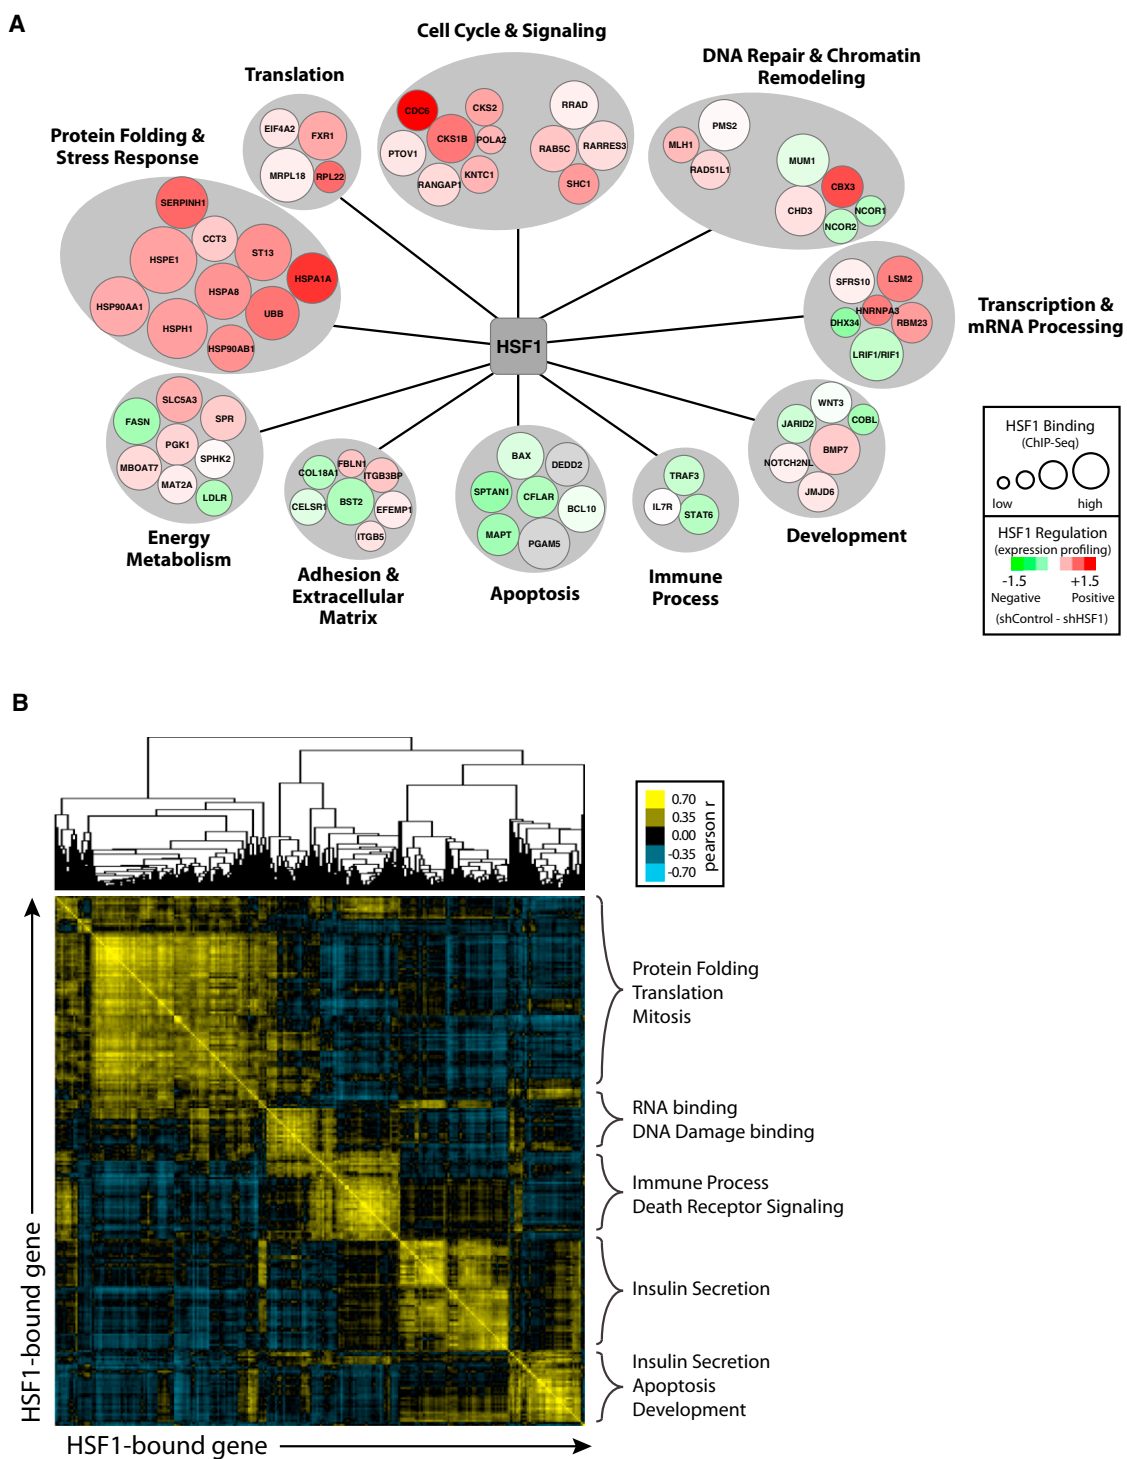 A
Cell Cycle & Signaling
CDC6
CKS2
CKS1B
POLA2
PTOV1
RANGAP1
KNTC1
RRAD
RAB5C
RARRES3
SHC1
DNA Repair & Chromatin
Remodeling
PMS2
MLH1
RAD51L1
MUM1
CBX3
CHD3
NCOR1
NCOR2
Translation
EIF4A2
FXR1
MRPL18
RPL22
Protein Folding &
Stress Response
SERPINH1
CCT3
HSPE1
ST13
HSPA1A
HSPA8
HSP90AA1
UBB
HSPH1
HSP90AB1
HSF1
SFRS10
LSM2
HNRNPA3
DHX34
RBM23
LRIF1/RIF1
Transcription &
mRNA Processing
SLC5A3
FASN
SPR
PGK1
MBOAT7
SPHK2
MAT2A
LDLR
Energy
Metabolism
COL18A1
FBLN1
ITGB3BP
CELSR1
BST2
EFEMP1
ITGB5
Adhesion &
Extracellular
Matrix
BAX
DEDD2
SPTAN1
CFLAR
BCL10
MAPT
PGAM5
Apoptosis
TRAF3
IL7R
STAT6
Immune
Process
WNT3
JARID2
COBL
BMP7
NOTCH2NL
JMJD6
Development
HSF1 Binding
(ChIP-Seq)
low high
HSF1 Regulation
(expression profiling)
-1.5 +1.5
Negative Positive
(shControl - shHSF1)
B
0.70
0.35
0.00
-0.35
-0.70
pearson r
Protein Folding
Translation
Mitosis
RNA binding
DNA Damage binding
Immune Process
Death Receptor Signaling
Insulin Secretion
Insulin Secretion
Apoptosis
Development
HSF1-bound gene
HSF1-bound gene